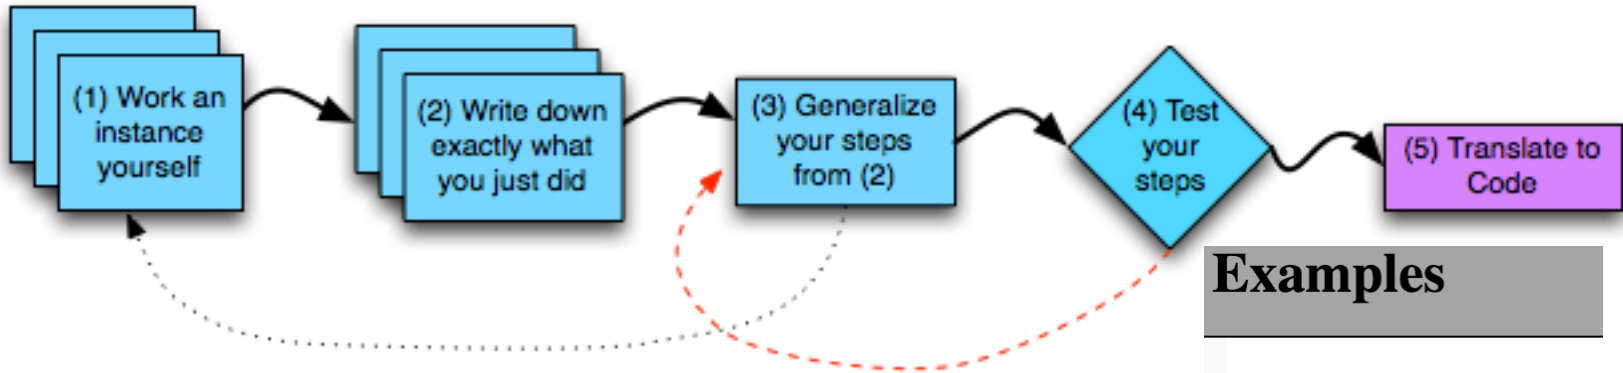 (1) Work an
instance
yourself
(2) Write down
exactly what
you just did
(3) Generalize
your steps
from (2)
(4) Test
your
steps
(5) Translate to
Code
Examples